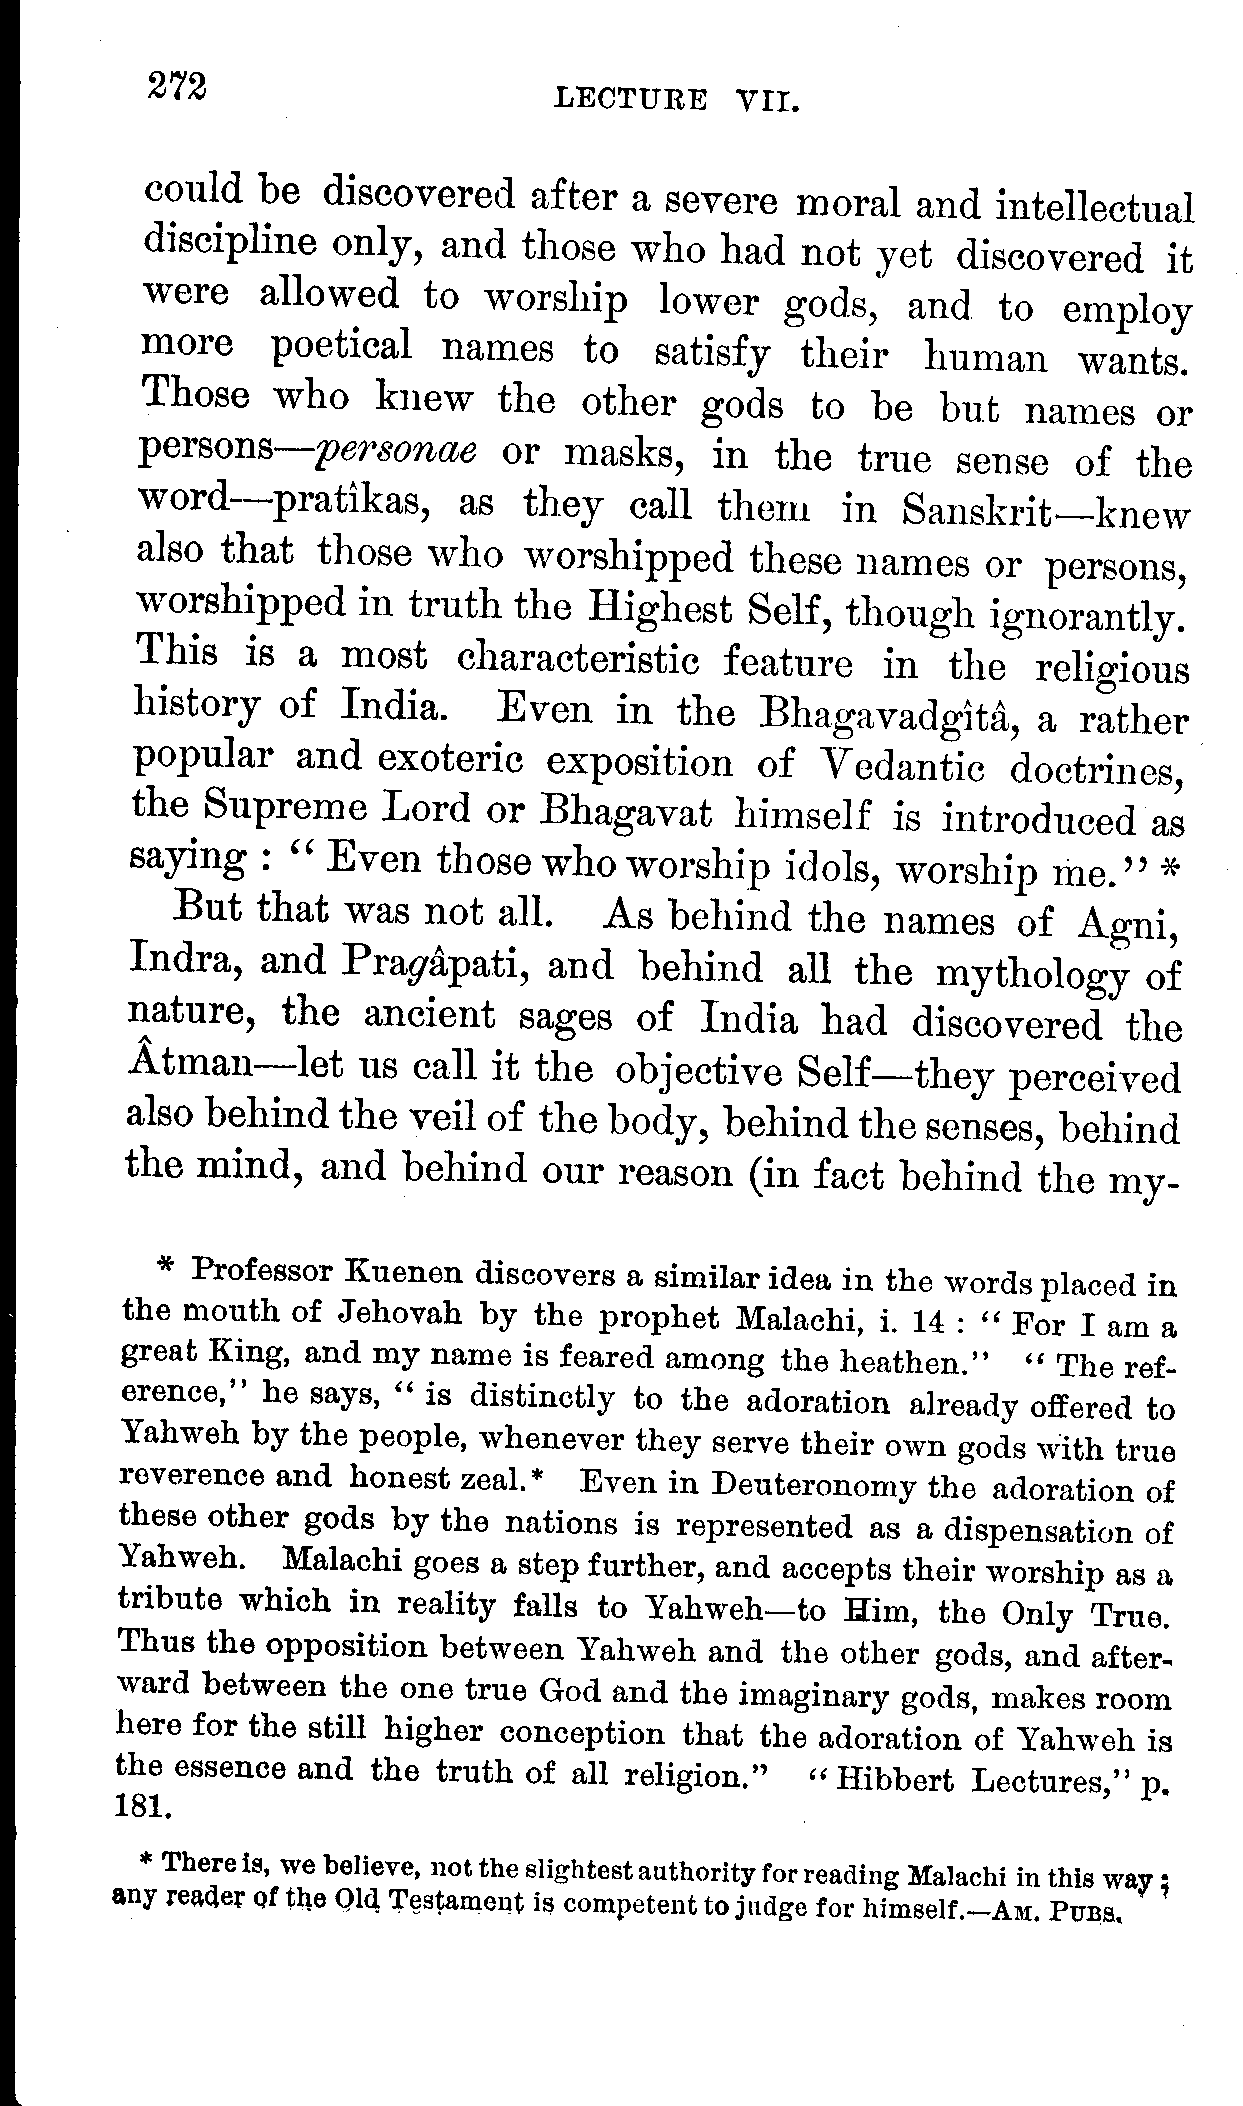 272
LECTURE VII.
could be discovered after a severe moral and intellectual
discipline only, and those who had not yet discovered it
were allowed to worship lower gods, and to employ
more poetical names to satisfy their human wants.
Those who knew the other gods to be but names or
persons—personae or masks, in the true sense of the
word—pratîkas, as they call them in Sanskrit—knew
also that those who worshipped these names or persons,
worshipped in truth the Highest Self, though ignorantly.
This is a most characteristic feature in the religious
history of India. Even in the Bhagavadgîtâ, a rather
popular and exoteric exposition of Vedantic doctrines,
the Supreme Lord or Bhagavat himself is introduced as
saying : “ Even those who worship idols, worship me.” *
But that was not all. As behind the names of Agni,
Indra, and Pragâpati, and behind all the mythology of
nature, the ancient sages of India had discovered the
Âtman—let us call it the objective Self—they perceived
also behind the veil of the body, behind the senses, behind
the mind, and behind our reason (in fact behind the my-
* Professor Kuenen discovers a similar idea in the words placed in
the mouth of Jehovah by the prophet Malachi, i. 14 : “ For I am a
great King, and my name is feared among the heathen.” “ The ref-
erence,” he says, “ is distinctly to the adoration already offered to
Yahweh by the people, whenever they serve their own gods with true
reverence and honest zeal.* Even in Deuteronomy the adoration of
these other gods by the nations is represented as a dispensation of
Yahweh. Malachi goes a step further, and accepts their worship as a
tribute which in reality falls to Yahweh—to Him, the Only True.
Thus the opposition between Yahweh and the other gods, and after-
ward between the one true God and the imaginary gods, makes room
here for the still higher conception that the adoration of Yahweh is
the essence and the truth of all religion.” “ Hibbert Lectures,” p.
181.
* There is, we believe, not the slightest authority for reading Malachi in this way ;
any reader of the Old Testament is competent to judge for himself.—AM. PUBS.